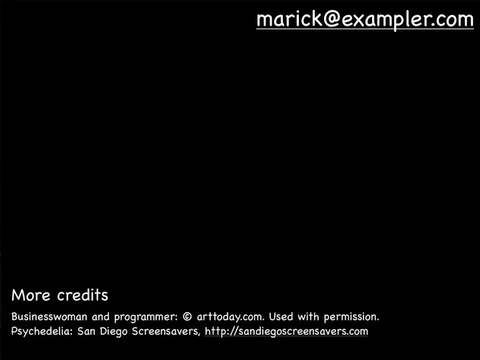 marick@exampler.com
More credits
Businesswoman and programmer: © arttoday.com. Used with permission.
Psychedelia: San Diego Screensavers, http://sandiegoscreensavers.com